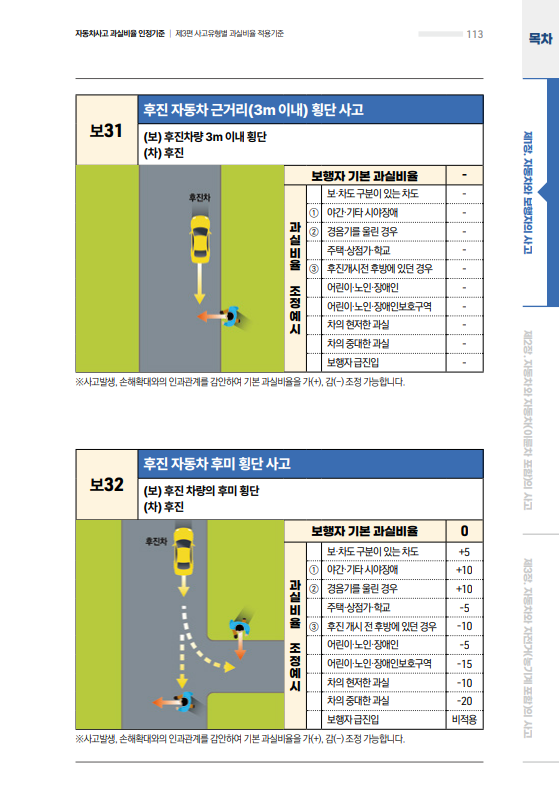 자동차사고 과실비율 인정기준 | 제3편 사고유형별 과실비율 적용기준
113
목차
보31
후진 자동차 근거리(3m 이내) 횡단 사고
(보) 후진차량 3m 이내 횡단
(차) 후진
후진차
보행자 기본 과실비율 -
과실비율 조정예시
보·차도 구분이 있는 차도 -
① 야간·기타 시야장애 -
② 경음기를 울린 경우 -
주택·상점가·학교 -
③ 후진개시전 후방에 있던 경우 -
어린이·노인·장애인 -
어린이·노인·장애인보호구역 -
차의 현저한 과실 -
차의 중대한 과실 -
보행자 급진입 -
※사고발생, 손해확대와의 인과관계를 감안하여 기본 과실비율을 가(+), 감(-) 조정 가능합니다.
보32
후진 자동차 후미 횡단 사고
(보) 후진 차량의 후미 횡단
(차) 후진
후진차
보행자 기본 과실비율 0
과실비율 조정예시
보·차도 구분이 있는 차도 +5
① 야간·기타 시야장애 +10
② 경음기를 울린 경우 +10
주택·상점가·학교 -5
③ 후진 개시 전 후방에 있던 경우 -10
어린이·노인·장애인 -5
어린이·노인·장애인보호구역 -15
차의 현저한 과실 -10
차의 중대한 과실 -20
보행자 급진입 비적용
※사고발생, 손해확대와의 인과관계를 감안하여 기본 과실비율을 가(+), 감(-) 조정 가능합니다.
제1장. 자동차와 보행자의 사고
제2장. 자동차와 자동차(이륜차 포함)의 사고
제3장. 자동차와 자전거(농기계 포함)의 사고